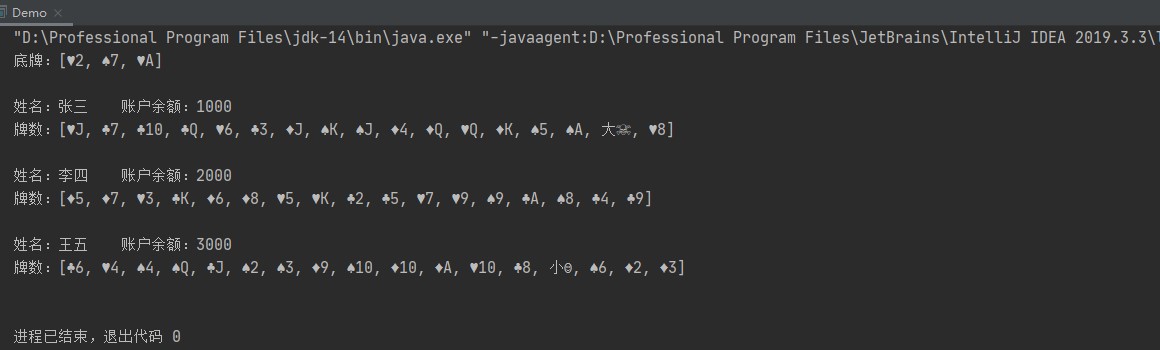 Demo
"D:\Professional Program Files\jdk-14\bin\java.exe" "-javaagent:D:\Professional Program Files\JetBrains\IntelliJ IDEA 2019.3.3\l
底牌：[♥2, ♠7, ♥A]
姓名：张三 账户余额：1000
牌数：[♥J, ♣7, ♣10, ♣Q, ♥6, ♣3, ♦J, ♠K, ♠J, ♦4, ♦Q, ♥Q, ♦K, ♠5, ♠A, 大☠, ♥8]
姓名：李四 账户余额：2000
牌数：[♦5, ♦7, ♥3, ♣K, ♦6, ♦8, ♥5, ♥K, ♣2, ♣5, ♥7, ♥9, ♠9, ♣A, ♠8, ♣4, ♣9]
姓名：王五 账户余额：3000
牌数：[♣6, ♥4, ♠4, ♠Q, ♣J, ♠2, ♠3, ♦9, ♠10, ♦10, ♦A, ♥10, ♣8, 小, ♠6, ♦2, ♦3]
进程已结束，退出代码 0